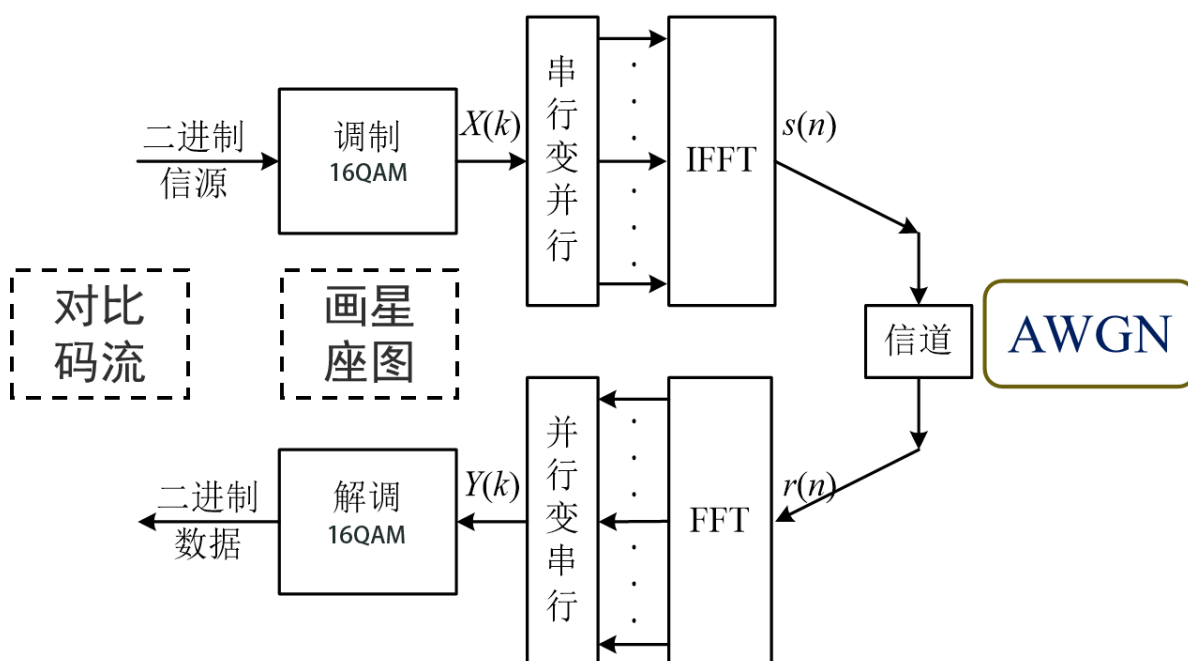 二进制
信源
调制
16QAM
X(k)
串
行
变
并
行
IFFT
s(n)
对比
码流
画星
座图
信道
AWGN
二进制
数据
解调
16QAM
Y(k)
并
行
变
串
行
FFT
r(n)